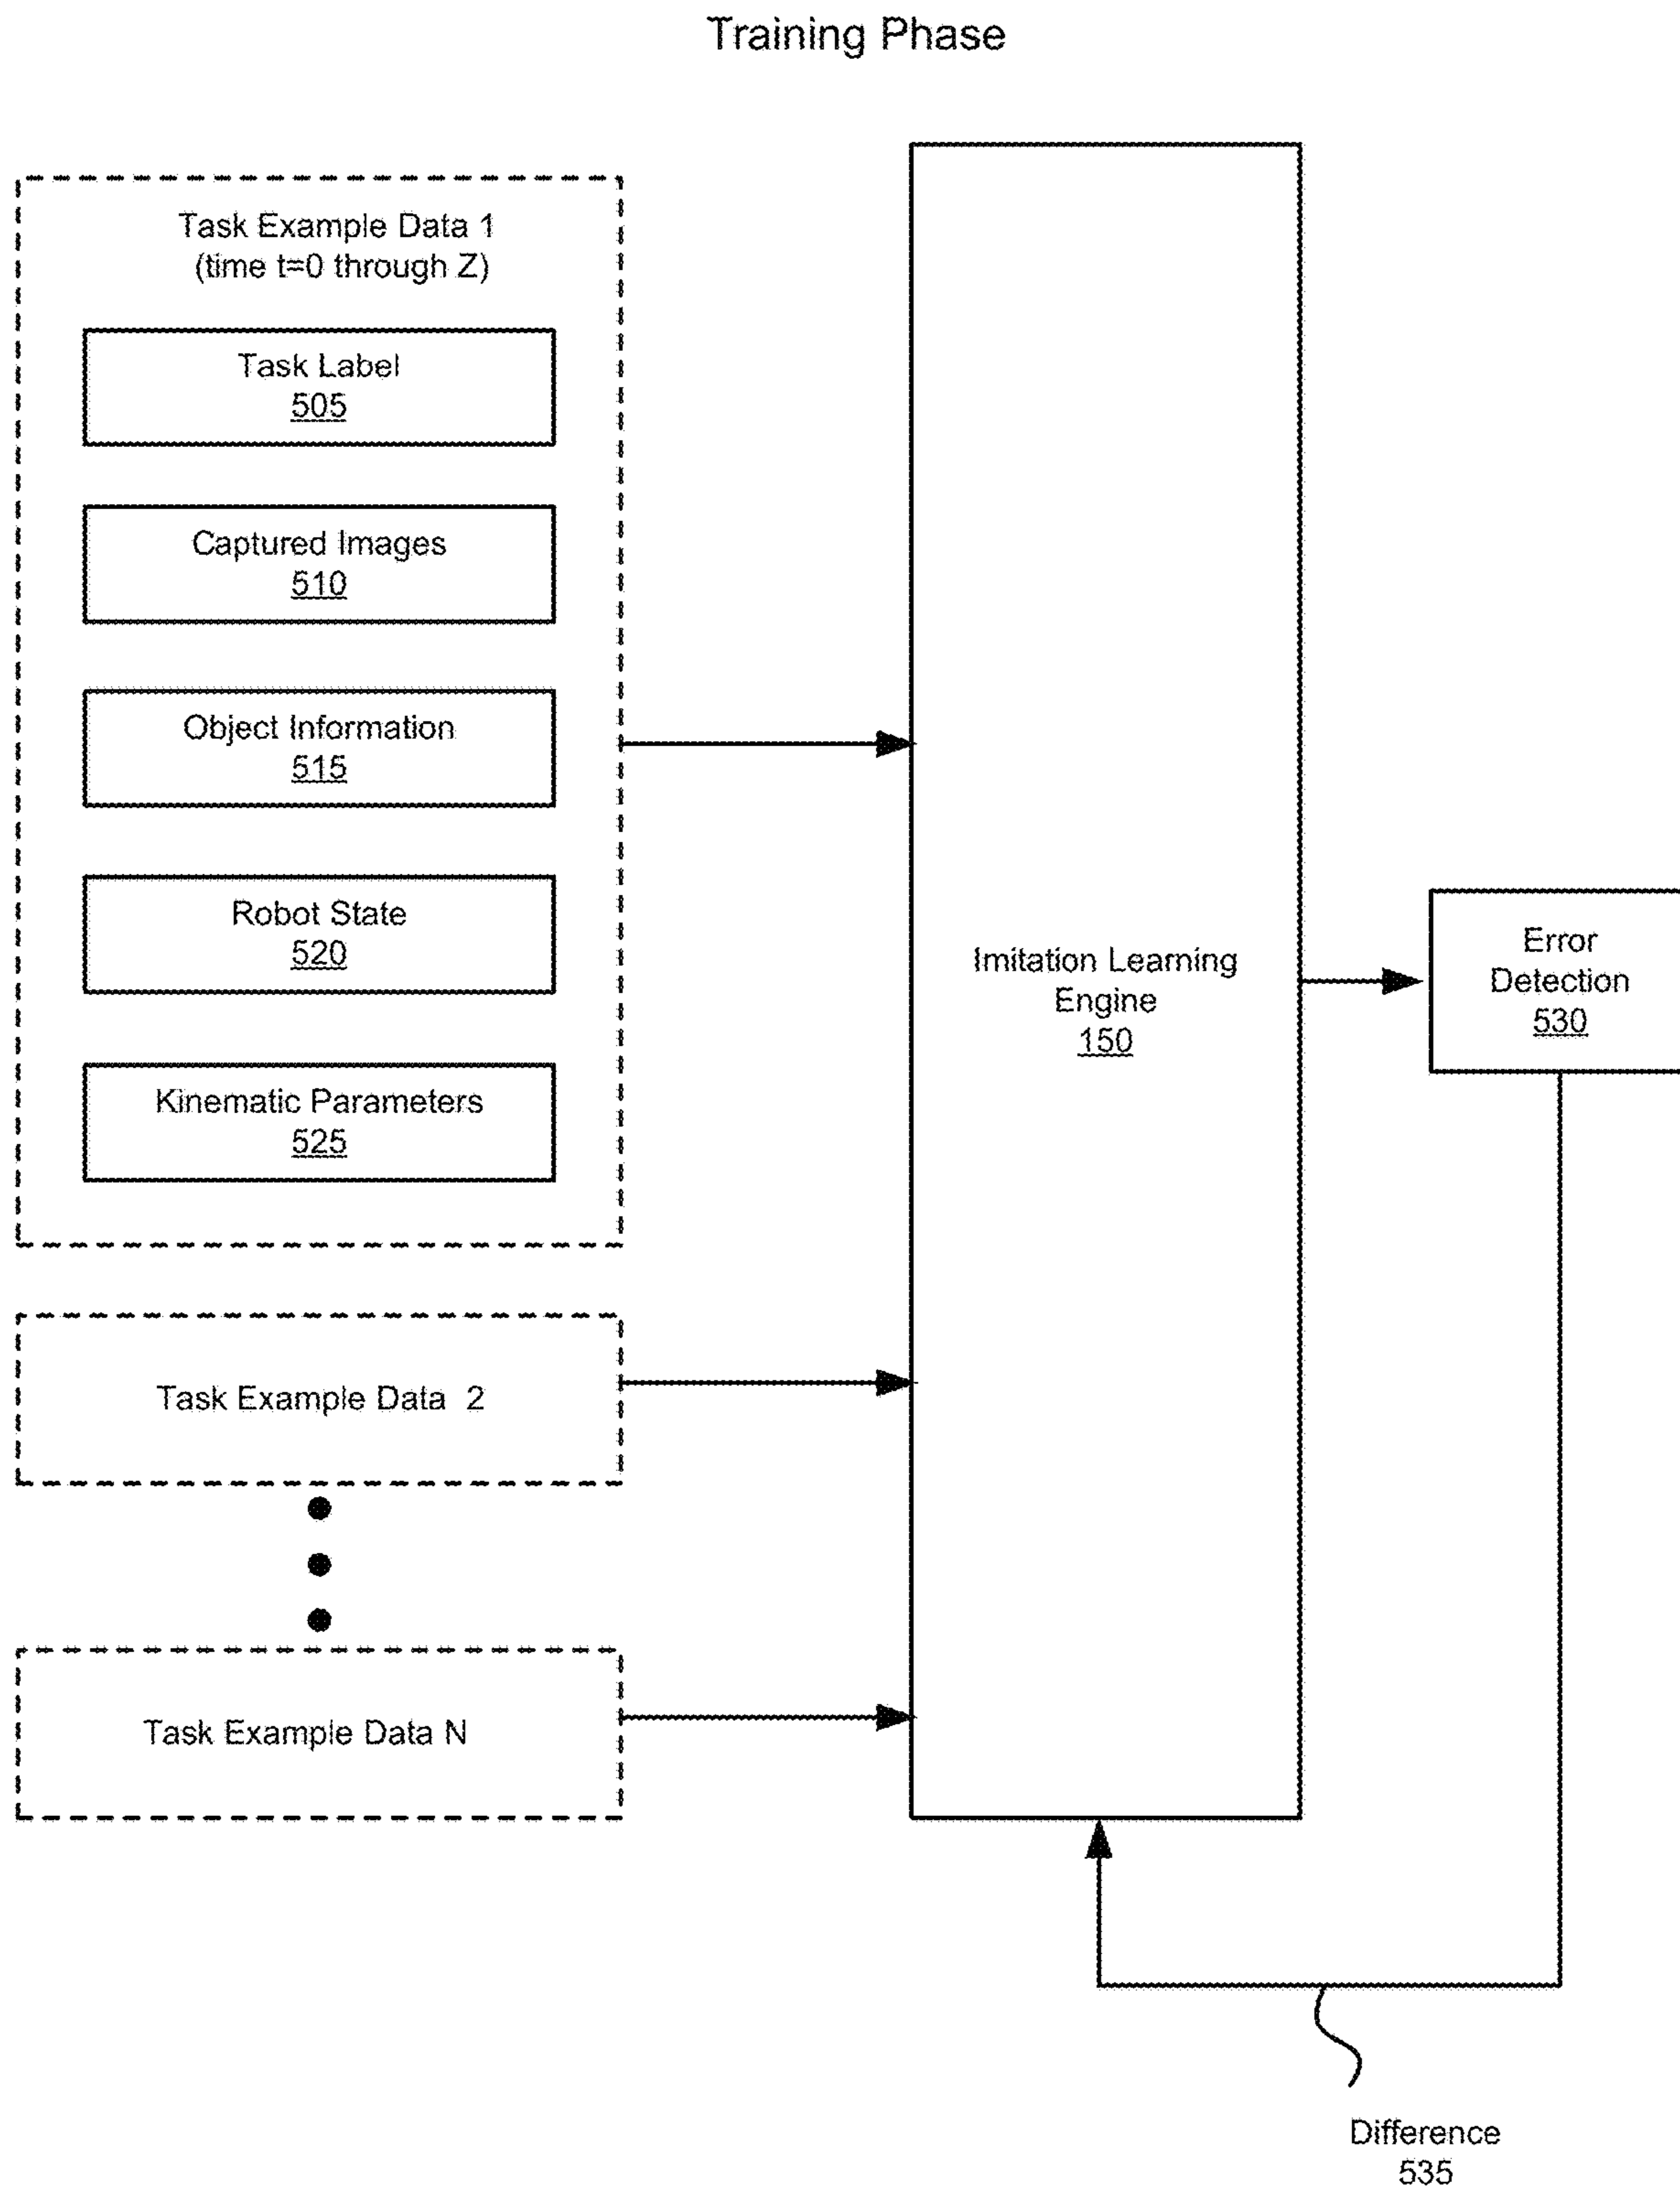 Training Phase
Task Example Data 1
(time t=0 through Z)
Task Label
505
Captured Images
510
Object Information
515
Robot State
520
Kinematic Parameters
525
Task Example Data 2
Task Example Data N
Imitation Learning
Engine
150
Error
Detection
530
Difference
535